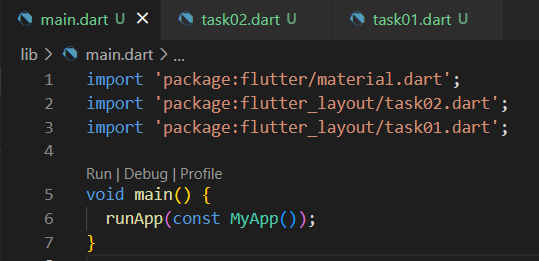 main.dart U task02.dart U task01.dart U
lib > main.dart > ...
1 import 'package:flutter/material.dart';
2 import 'package:flutter_layout/task02.dart';
3 import 'package:flutter_layout/task01.dart';
4
Run | Debug | Profile
5 void main() {
6 runApp(const MyApp());
7 }